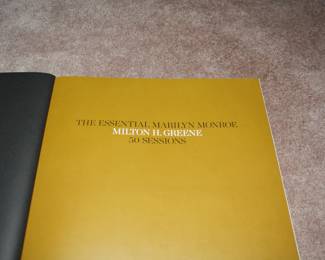 THE ESSENTIAL MARILYN MONROE
MILTON H. GREENE
50 SESSIONS